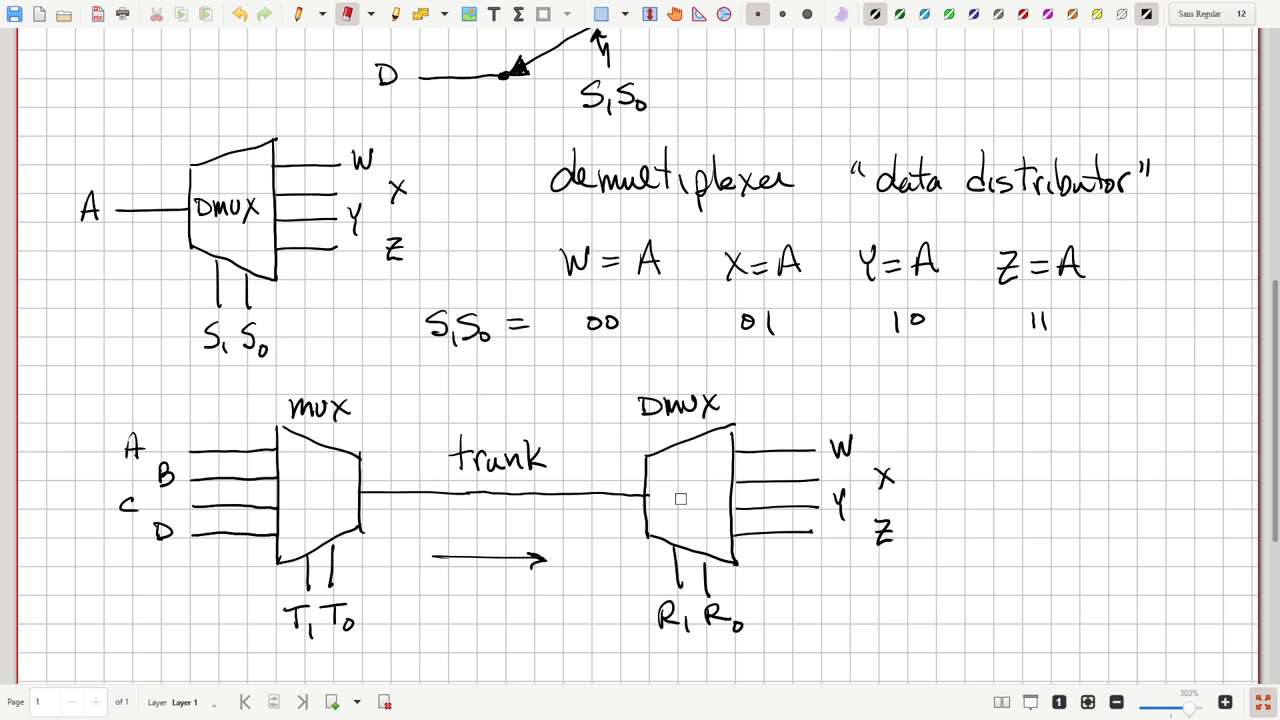 Sans Regular 12
D
S₁S₀
A
DMUX
W
X
Y
Z
S₁ S₀
demultiplexer "data distributor"
W = A X = A Y = A Z = A
S₁S₀ = 00 01 10 11
MUX
A
B
C
D
T₁ T₀
trunk
DMUX
W
X
Y
Z
R₁ R₀
Page 1 of 1 Layer Layer 1
303%